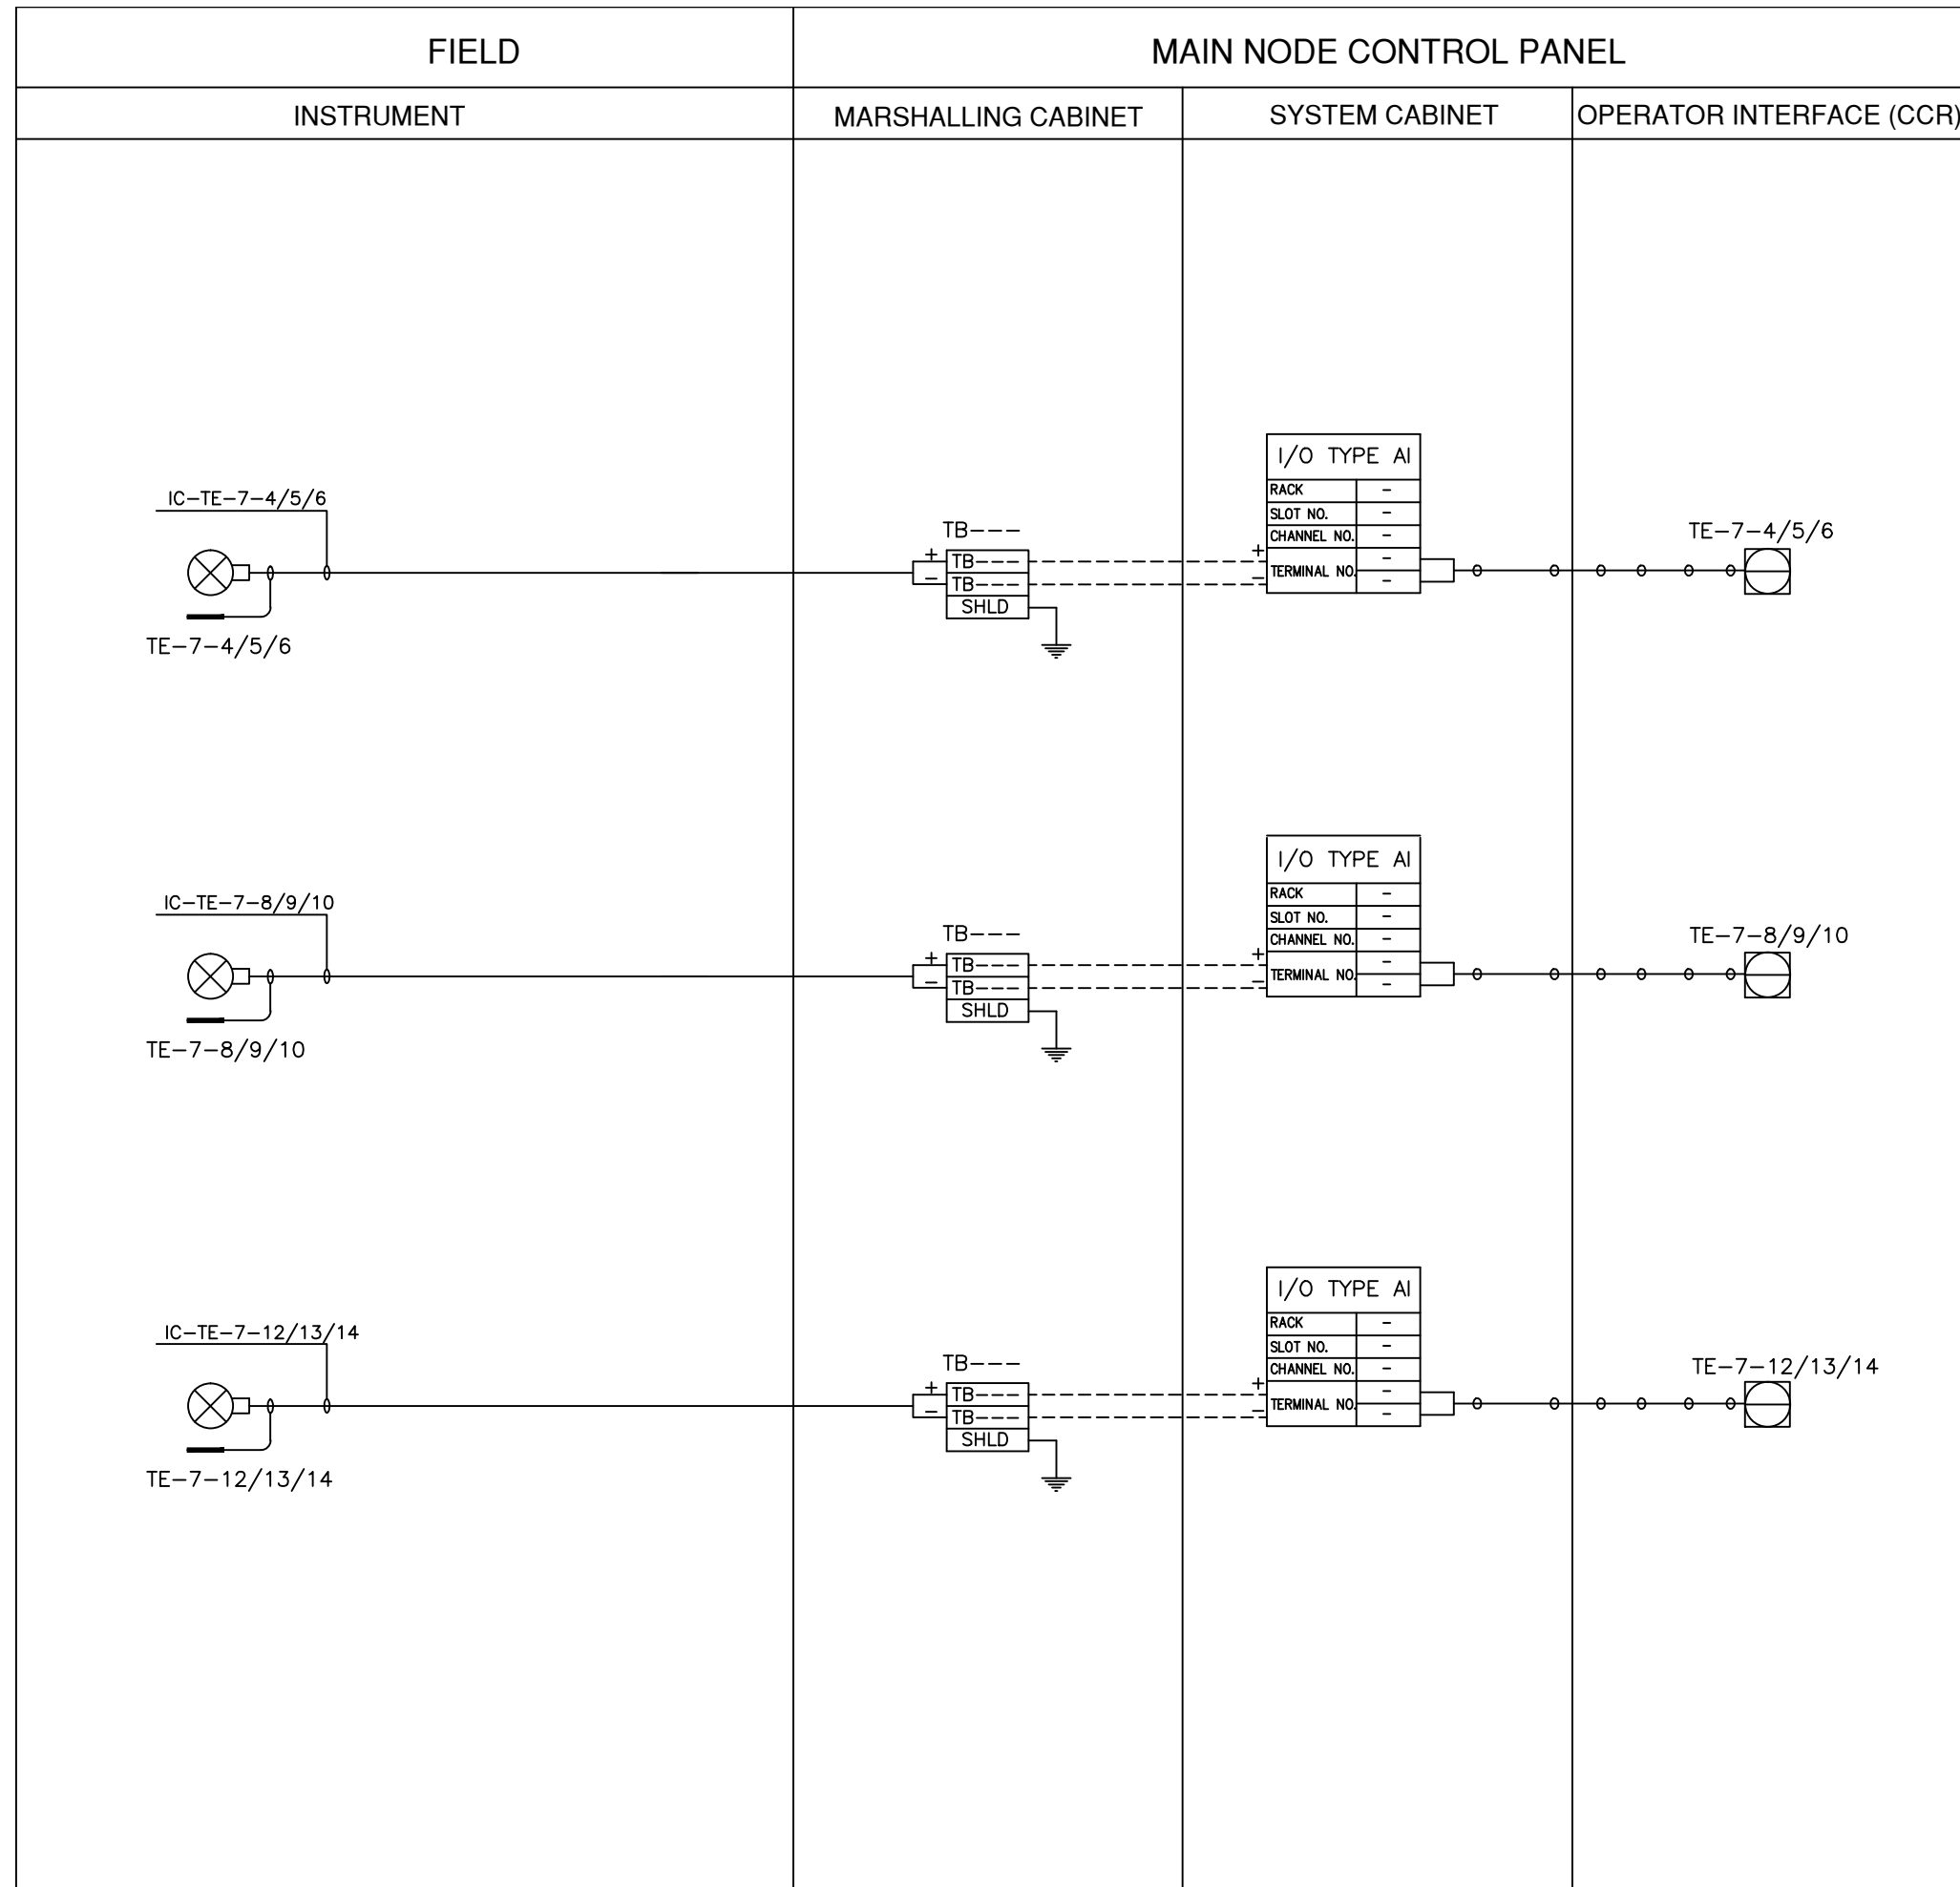 FIELD
MAIN NODE CONTROL PANEL
INSTRUMENT
MARSHALLING CABINET
SYSTEM CABINET
OPERATOR INTERFACE (CCR)
IC-TE-7-4/5/6
TE-7-4/5/6
TB---
+ TB----
- TB----
SHLD
I/O TYPE AI
RACK -
SLOT NO. -
CHANNEL NO. -
+
-
TERMINAL NO. -
-
TE-7-4/5/6
IC-TE-7-8/9/10
TE-7-8/9/10
TB---
+ TB----
- TB----
SHLD
I/O TYPE AI
RACK -
SLOT NO. -
CHANNEL NO. -
+
-
TERMINAL NO. -
-
TE-7-8/9/10
IC-TE-7-12/13/14
TE-7-12/13/14
TB---
+ TB----
- TB----
SHLD
I/O TYPE AI
RACK -
SLOT NO. -
CHANNEL NO. -
+
-
TERMINAL NO. -
-
TE-7-12/13/14